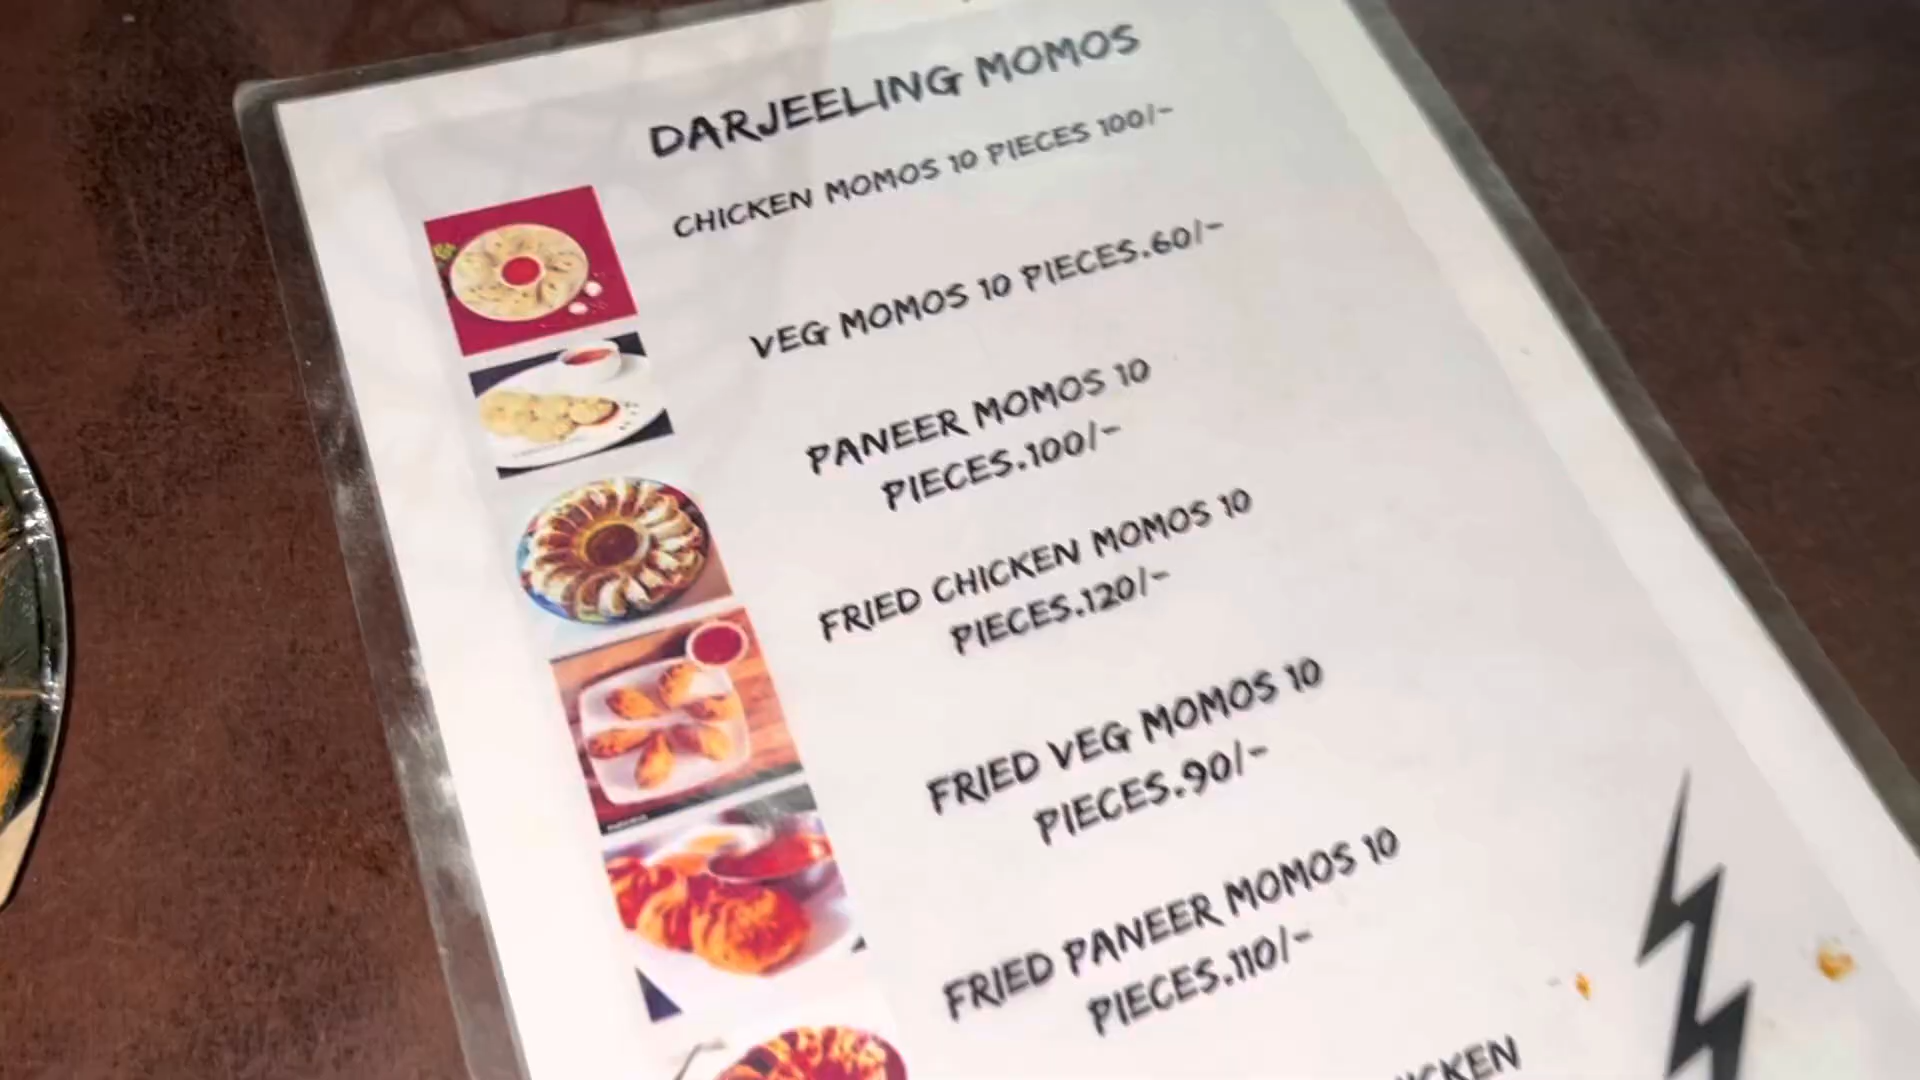 DARJEELING MOMOS
CHICKEN MOMOS 10 PIECES 100/-
VEG MOMOS 10 PIECES.60/-
PANEER MOMOS 10
PIECES.100/-
FRIED CHICKEN MOMOS 10
PIECES.120/-
FRIED VEG MOMOS 10
PIECES.90/-
FRIED PANEER MOMOS 10
PIECES.110/-